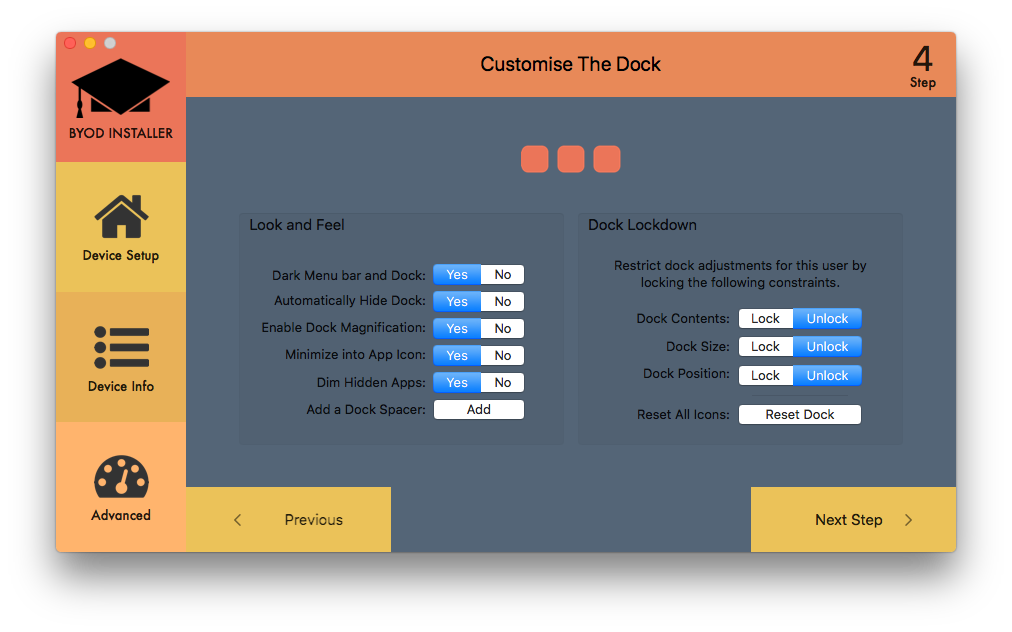 BYOD INSTALLER
Customise The Dock
4
Step
Device Setup
Device Info
Advanced
Look and Feel
Dark Menu bar and Dock: Yes No
Automatically Hide Dock: Yes No
Enable Dock Magnification: Yes No
Minimize into App Icon: Yes No
Dim Hidden Apps: Yes No
Add a Dock Spacer: Add
Dock Lockdown
Restrict dock adjustments for this user by
locking the following constraints.
Dock Contents: Lock Unlock
Dock Size: Lock Unlock
Dock Position: Lock Unlock
Reset All Icons: Reset Dock
Previous
Next Step